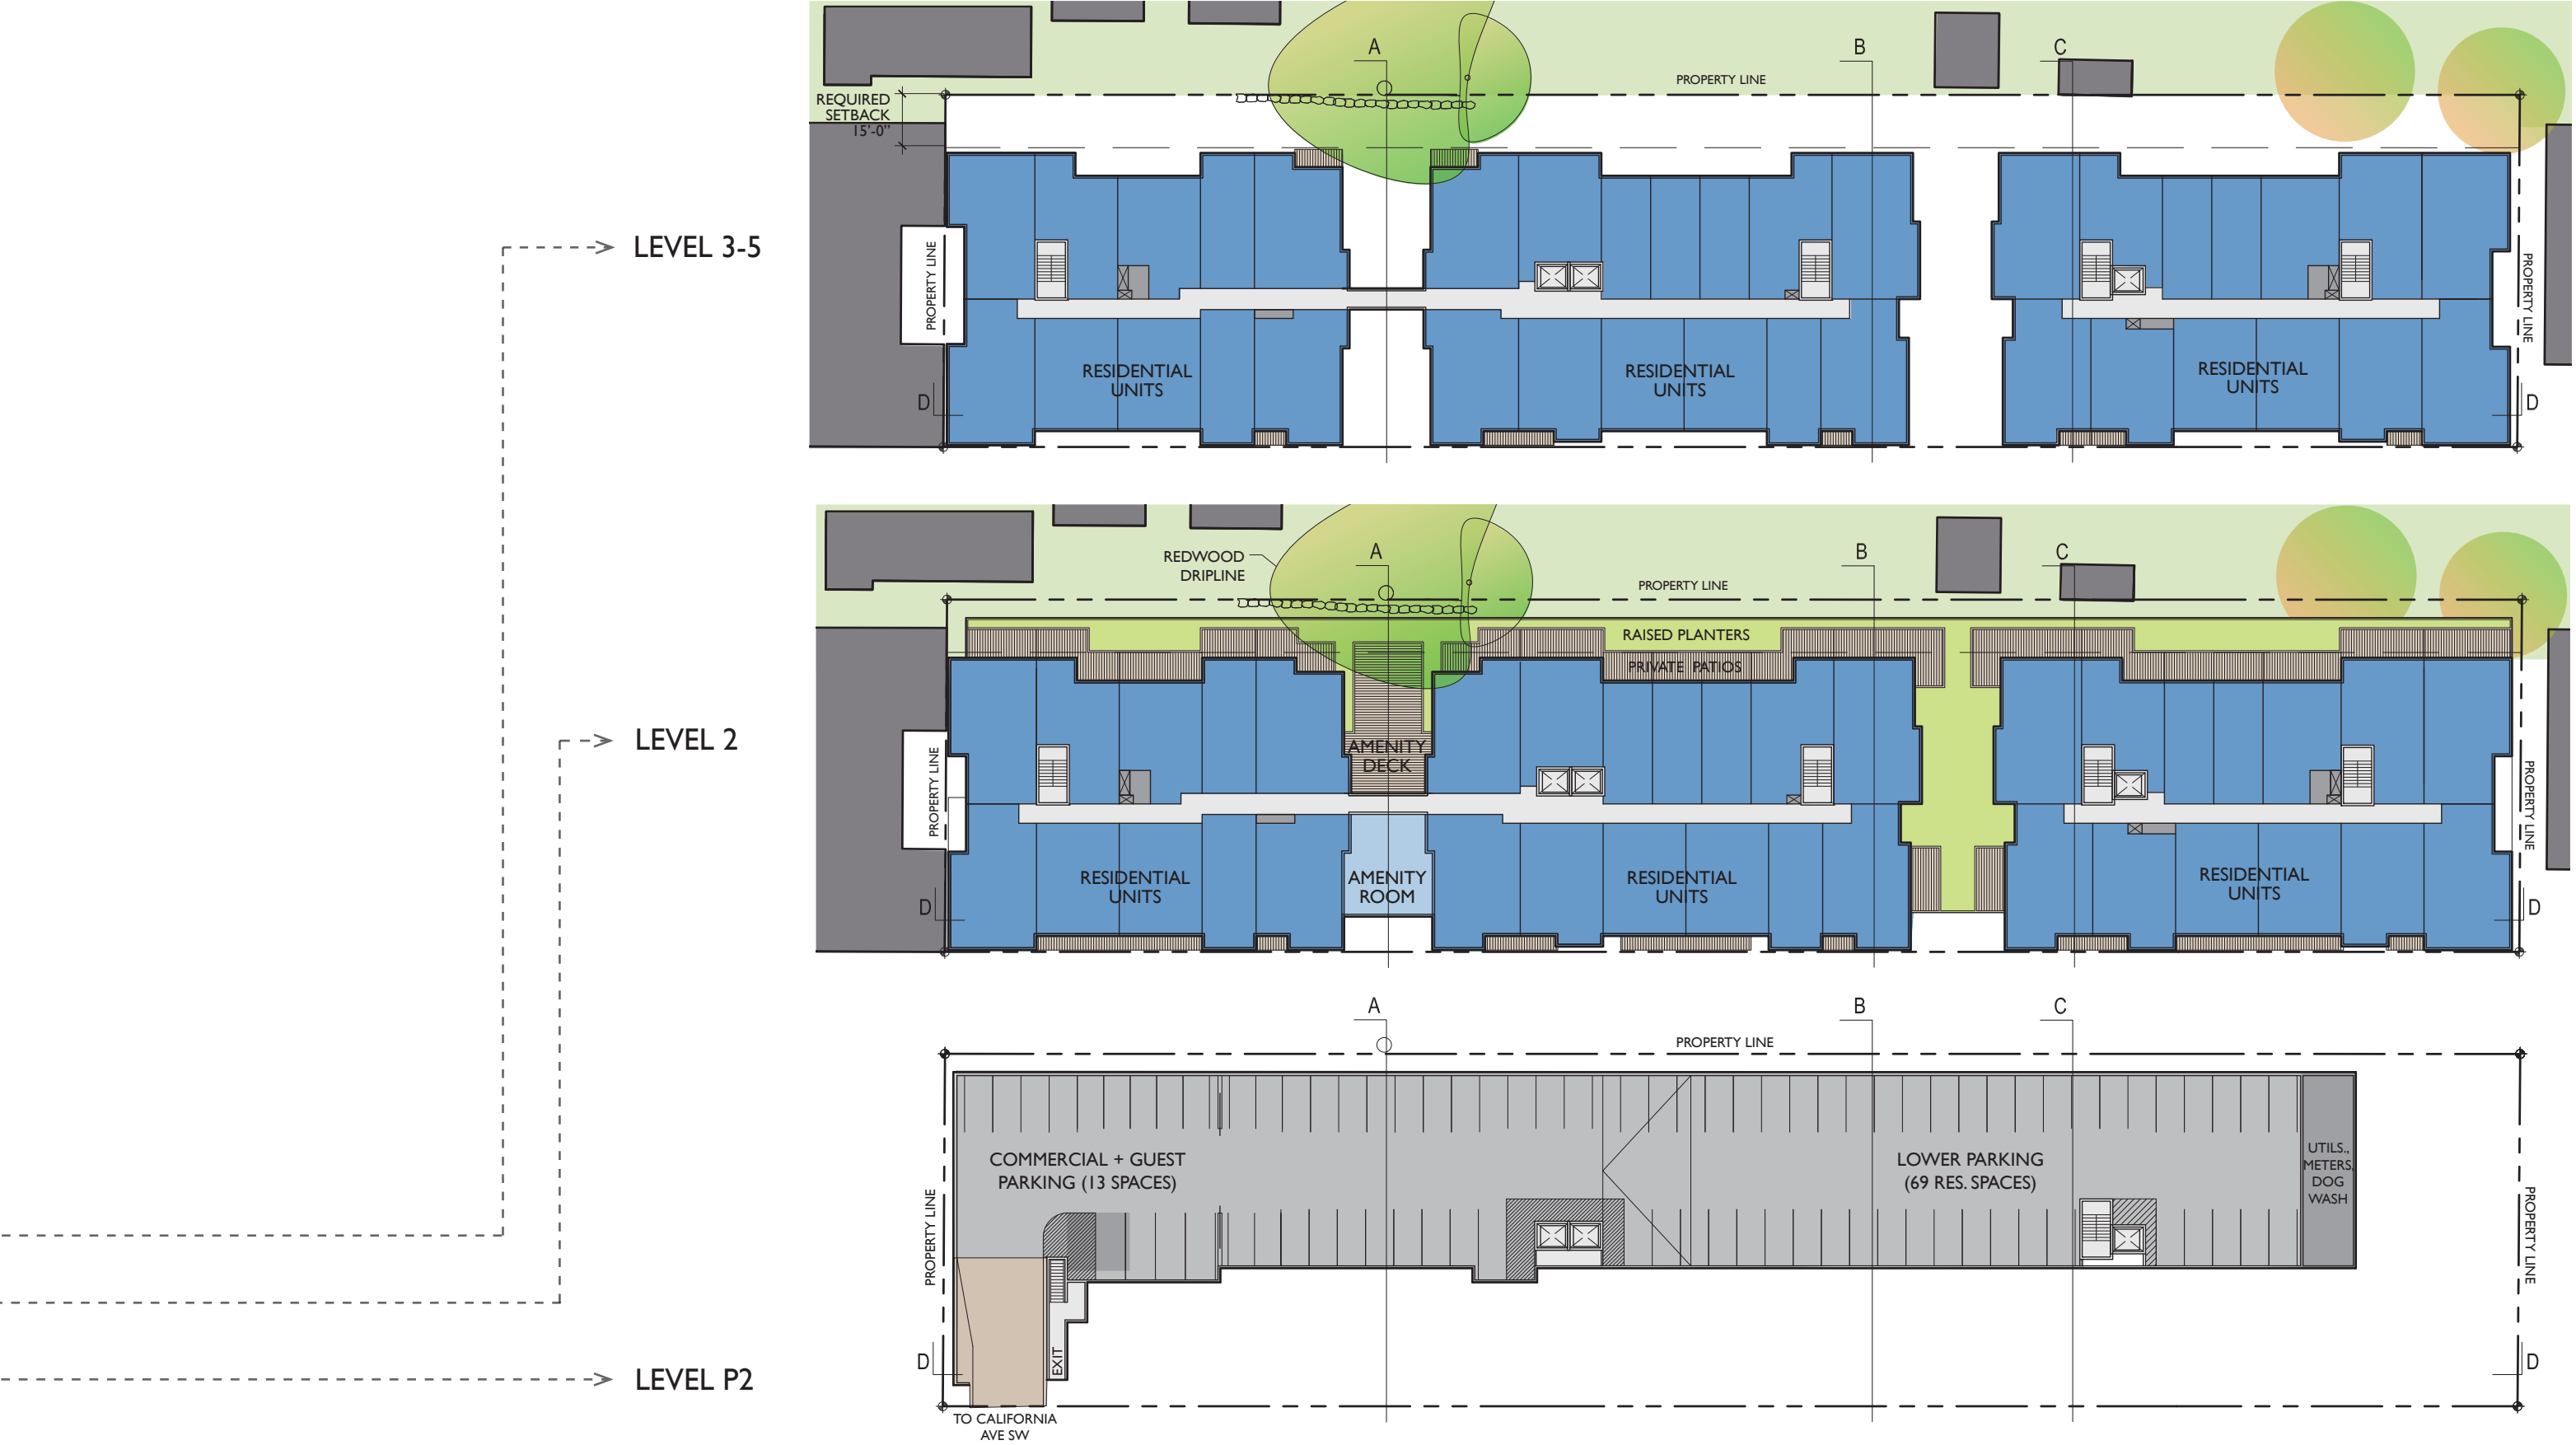 A
B
C
PROPERTY LINE
REQUIRED
SETBACK
15'-0"
LEVEL 3-5
PROPERTY LINE
PROPERTY LINE
RESIDENTIAL
UNITS
RESIDENTIAL
UNITS
RESIDENTIAL
UNITS
D
D
REDWOOD
DRIPLINE
A
B
C
PROPERTY LINE
RAISED PLANTERS
PRIVATE PATIOS
LEVEL 2
AMENITY
DECK
PROPERTY LINE
PROPERTY LINE
RESIDENTIAL
UNITS
AMENITY
ROOM
RESIDENTIAL
UNITS
RESIDENTIAL
UNITS
D
D
A
B
C
PROPERTY LINE
COMMERCIAL + GUEST
PARKING (13 SPACES)
LOWER PARKING
(69 RES. SPACES)
UTILS.,
METERS,
DOG
WASH
PROPERTY LINE
PROPERTY LINE
EXIT
D
D
LEVEL P2
TO CALIFORNIA
AVE SW